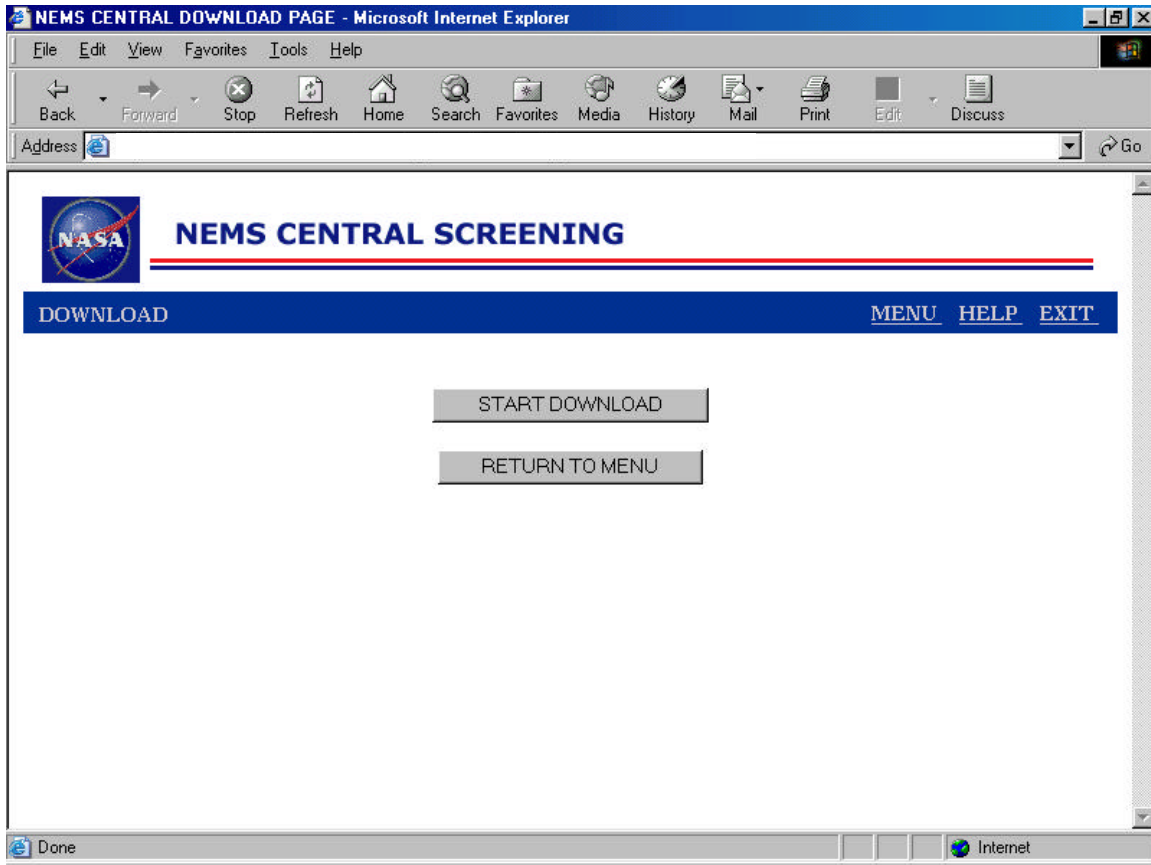 NEMS CENTRAL DOWNLOAD PAGE - Microsoft Internet Explorer
File Edit View Favorites Tools Help
Back Forward Stop Refresh Home Search Favorites Media History Mail Print Edit Discuss
Address Go
NASA NEMS CENTRAL SCREENING
DOWNLOAD MENU HELP EXIT
START DOWNLOAD
RETURN TO MENU
Done Internet